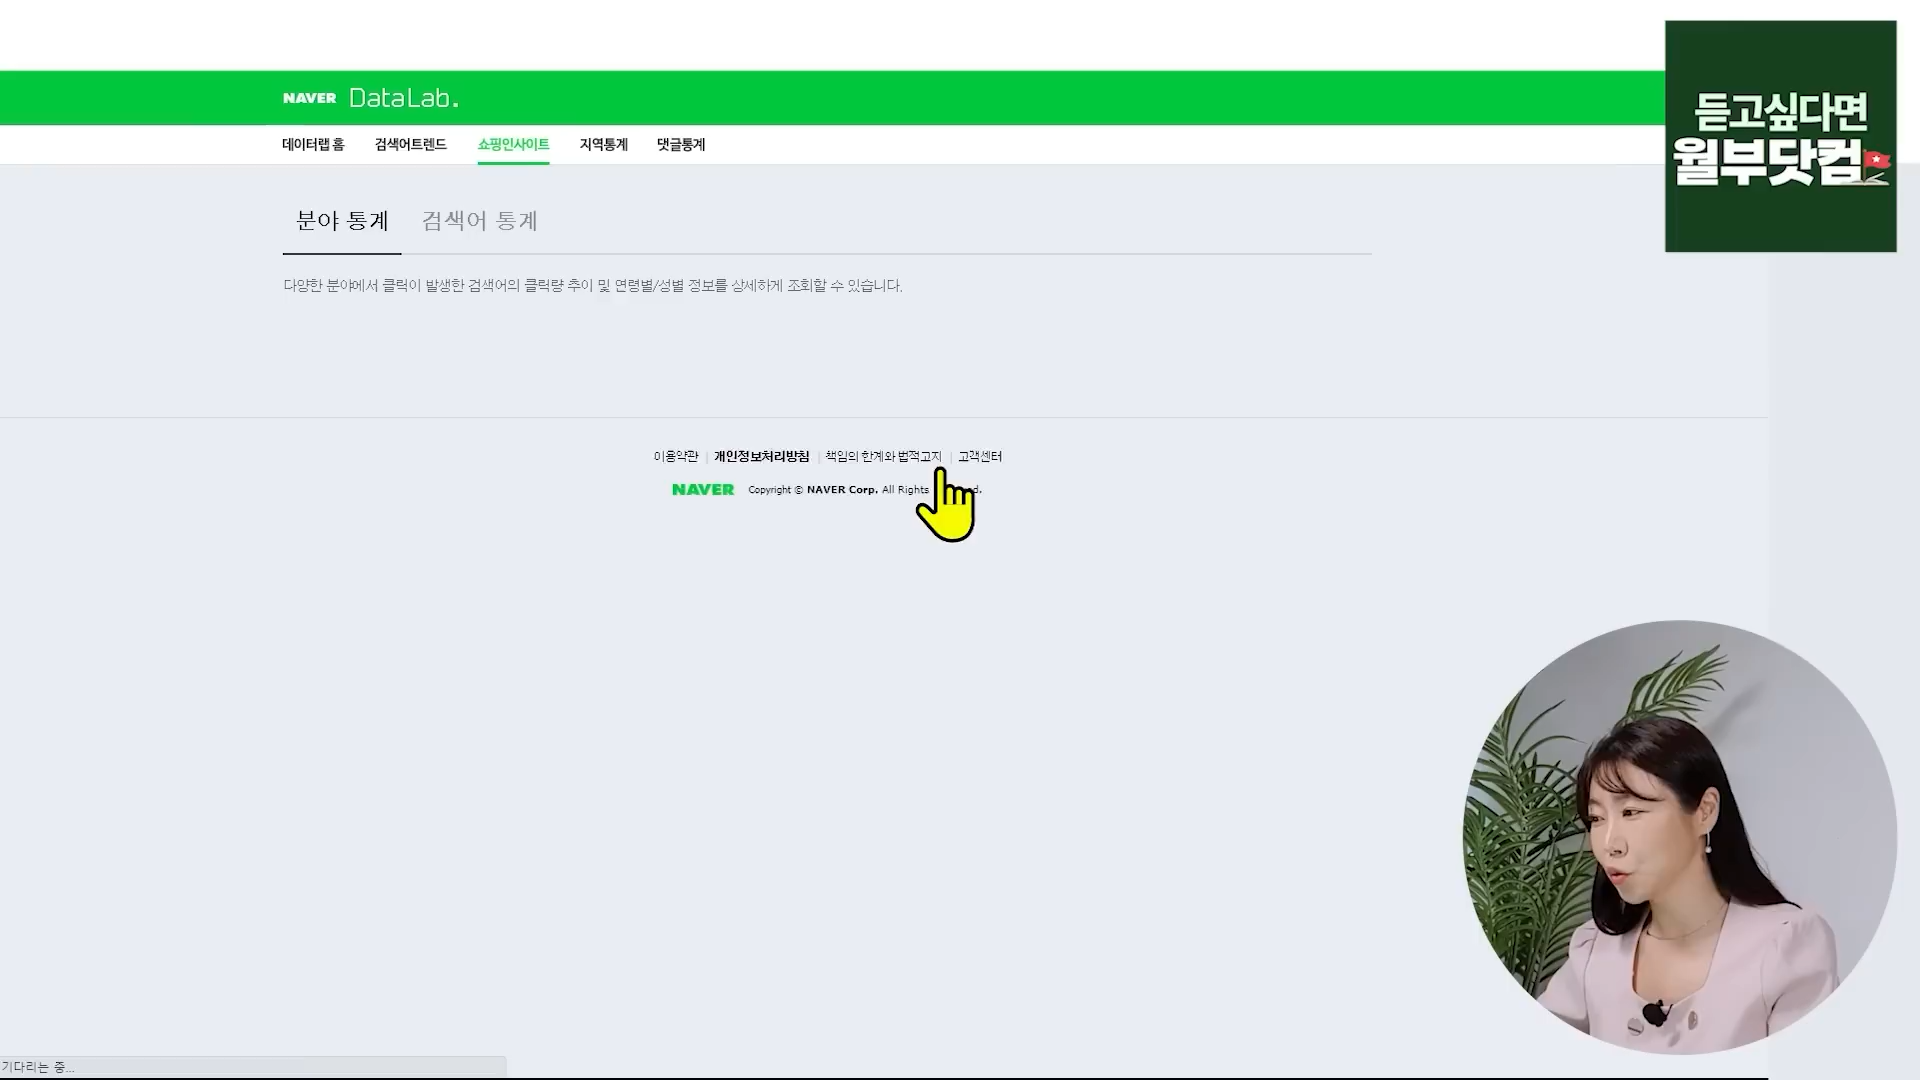 NAVER DataLab.
듣고싶다면
월부닷컴
데이터랩 홈 검색어트렌드 쇼핑인사이트 지역통계 댓글통계
분야 통계 검색어 통계
다양한 분야에서 클릭이 발생한 검색어의 클릭량 추이 및 연령별/성별 정보를 상세하게 조회할 수 있습니다.
이용약관 | 개인정보처리방침 | 책임의 한계와 법적고지 | 고객센터
NAVER Copyright © NAVER Corp. All Rights
기다리는 중...